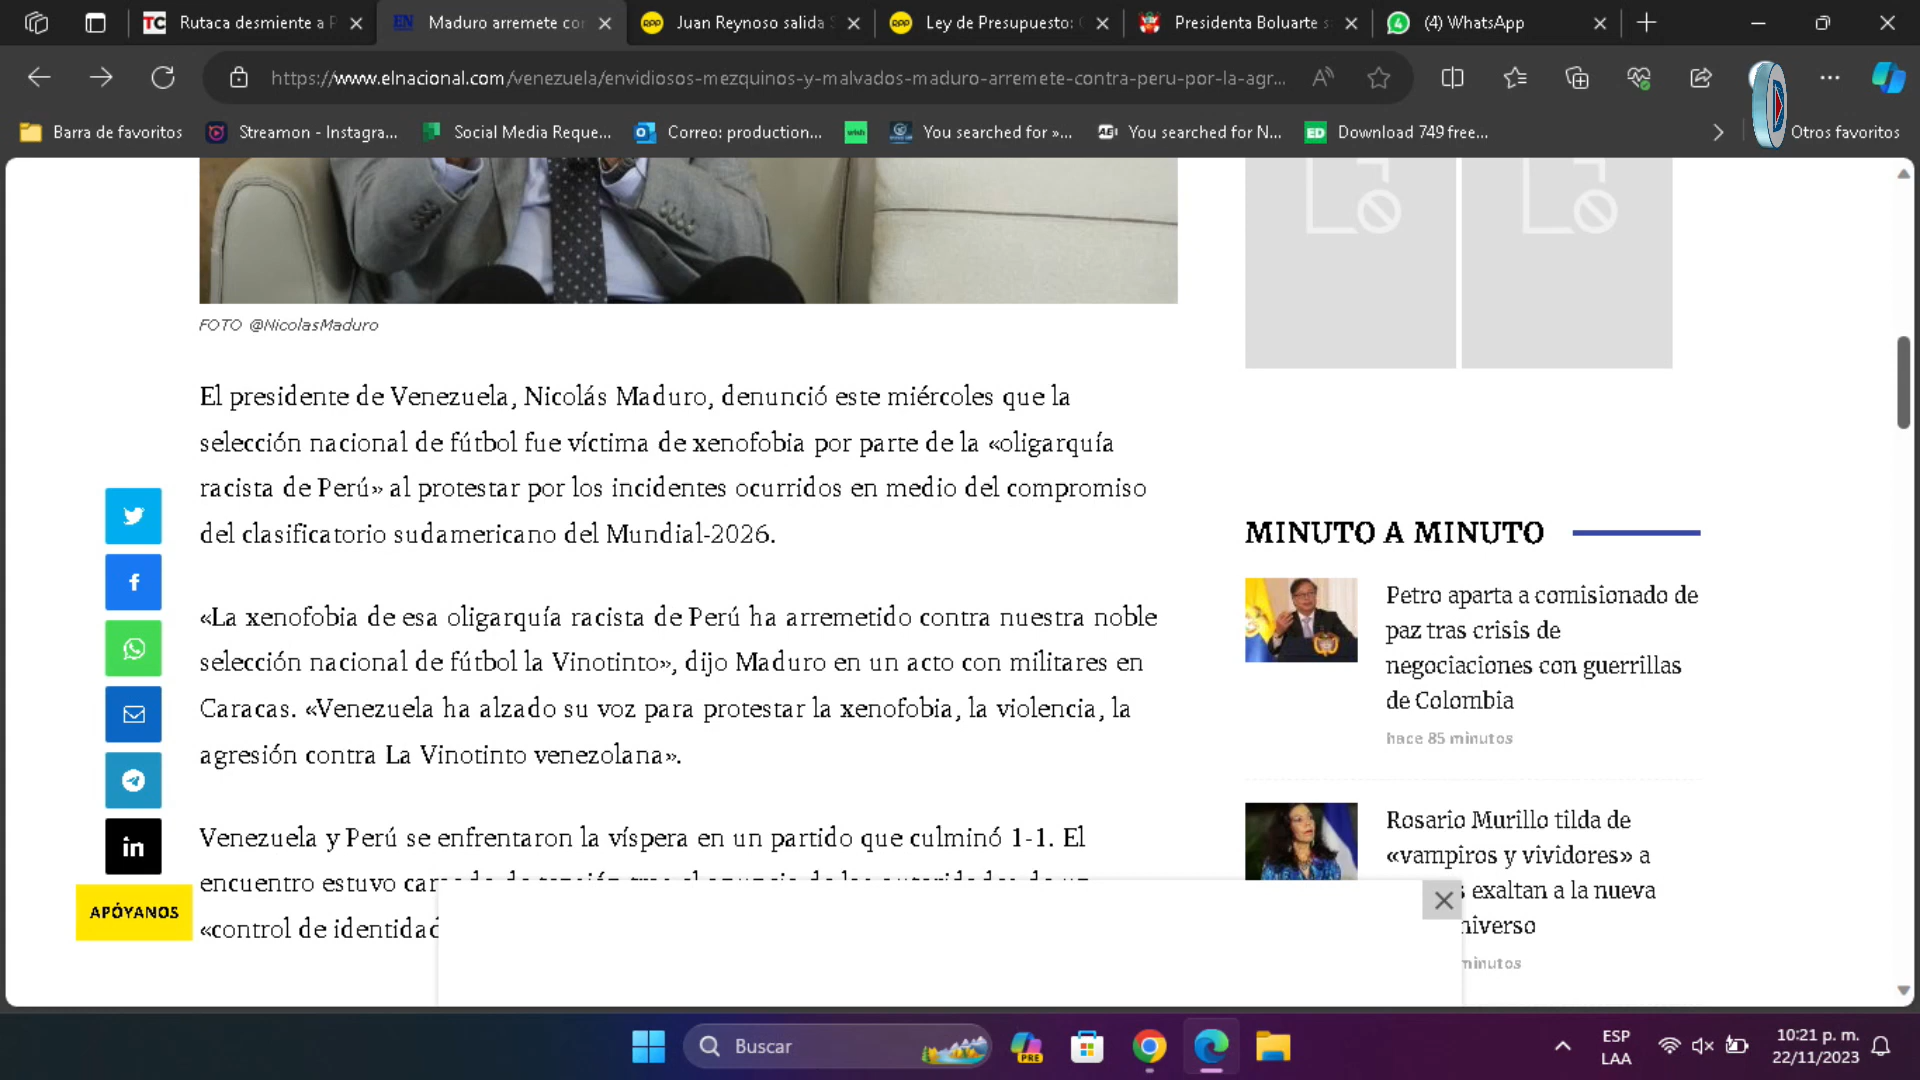 TC Rutaca desmiente a P
EN Maduro arremete co
RPP Juan Reynoso salida
RPP Ley de Presupuesto:
Presidenta Boluarte
(4) WhatsApp
https://www.elnacional.com/venezuela/envidiosos-mezquinos-y-malvados-maduro-arremete-contra-peru-por-la-agr...
Barra de favoritos
Streamon - Instagra...
Social Media Reque...
Correo: production...
wish
You searched for »...
You searched for N...
ED Download 749 free...
Otros favoritos
FOTO @NicolasMaduro
El presidente de Venezuela, Nicolás Maduro, denunció este miércoles que la
selección nacional de fútbol fue víctima de xenofobia por parte de la «oligarquía
racista de Perú» al protestar por los incidentes ocurridos en medio del compromiso
del clasificatorio sudamericano del Mundial-2026.
«La xenofobia de esa oligarquía racista de Perú ha arremetido contra nuestra noble
selección nacional de fútbol la Vinotinto», dijo Maduro en un acto con militares en
Caracas. «Venezuela ha alzado su voz para protestar la xenofobia, la violencia, la
agresión contra La Vinotinto venezolana».
Venezuela y Perú se enfrentaron la víspera en un partido que culminó 1-1. El
encuentro estuvo
«control de identidad
APÓYANOS
MINUTO A MINUTO
Petro aparta a comisionado de
paz tras crisis de
negociaciones con guerrillas
de Colombia
hace 85 minutos
Rosario Murillo tilda de
«vampiros y vividores» a
exaltan a la nueva
niverso
minutos
Buscar
PRE
ESP
LAA
10:21 p. m.
22/11/2023